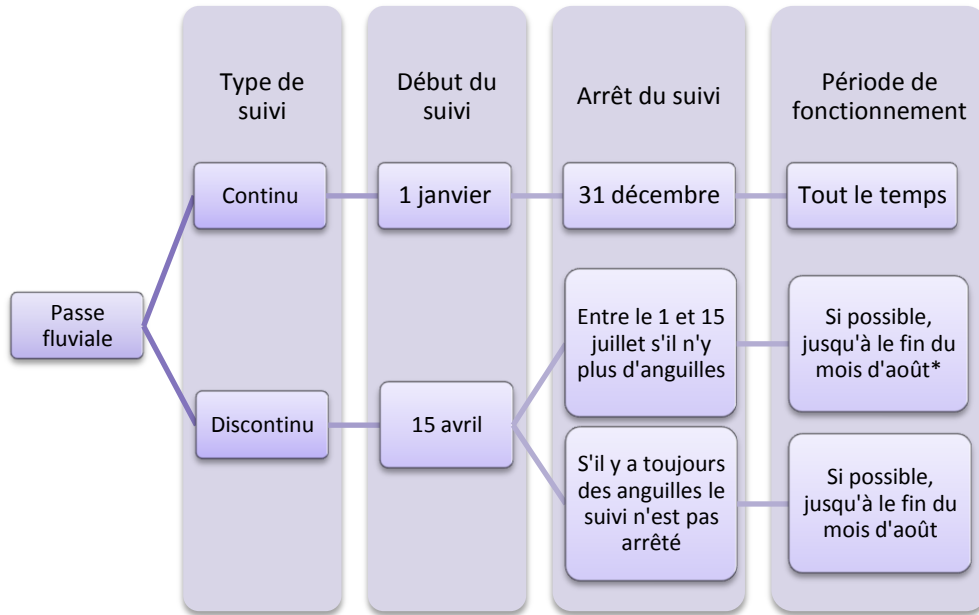 Type de
suivi
Début du
suivi
Arrêt du suivi
Période de
fonctionnement
Passe
fluviale
Continu
1 janvier
31 décembre
Tout le temps
Discontinu
15 avril
Entre le 1 et 15
juillet s'il n'y
plus d'anguilles
Si possible,
jusqu'à le fin du
mois d'août*
S'il y a toujours
des anguilles le
suivi n'est pas
arrêté
Si possible,
jusqu'à le fin du
mois d'août